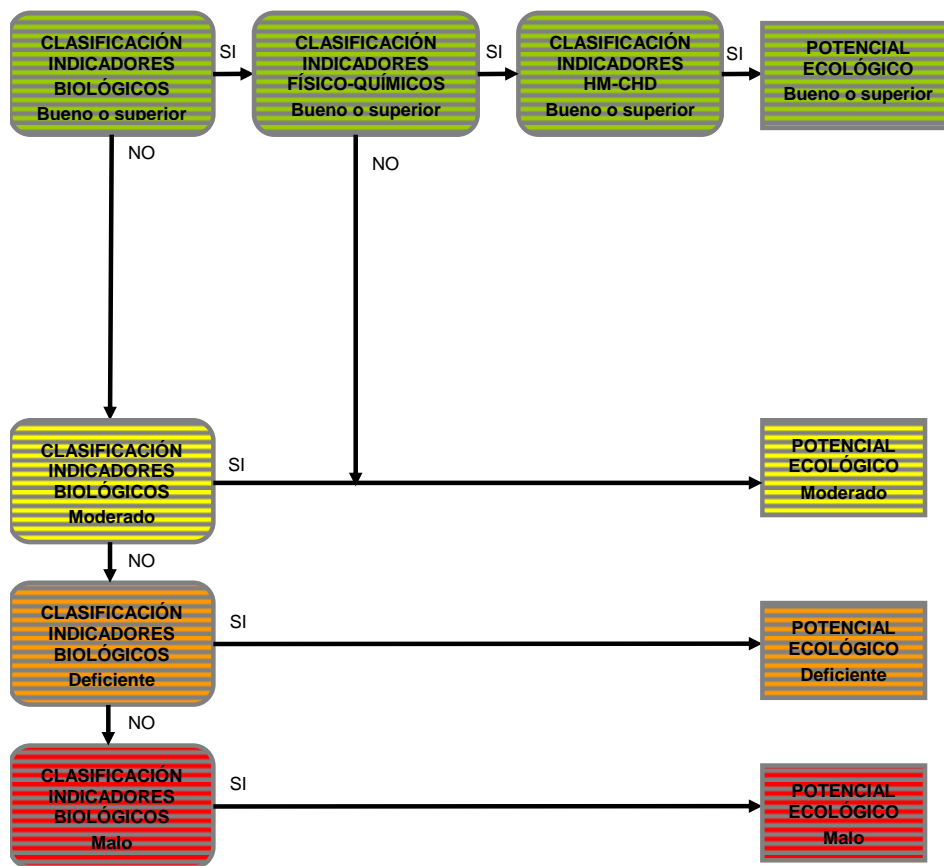 CLASIFICACIÓN
INDICADORES
BIOLÓGICOS
Bueno o superior
SI
CLASIFICACIÓN
INDICADORES
FÍSICO-QUÍMICOS
Bueno o superior
SI
CLASIFICACIÓN
INDICADORES
HM-CHD
Bueno o superior
SI
POTENCIAL
ECOLÓGICO
Bueno o superior
NO
NO
CLASIFICACIÓN
INDICADORES
BIOLÓGICOS
Moderado
SI
POTENCIAL
ECOLÓGICO
Moderado
NO
CLASIFICACIÓN
INDICADORES
BIOLÓGICOS
Deficiente
SI
POTENCIAL
ECOLÓGICO
Deficiente
NO
CLASIFICACIÓN
INDICADORES
BIOLÓGICOS
Malo
SI
POTENCIAL
ECOLÓGICO
Malo